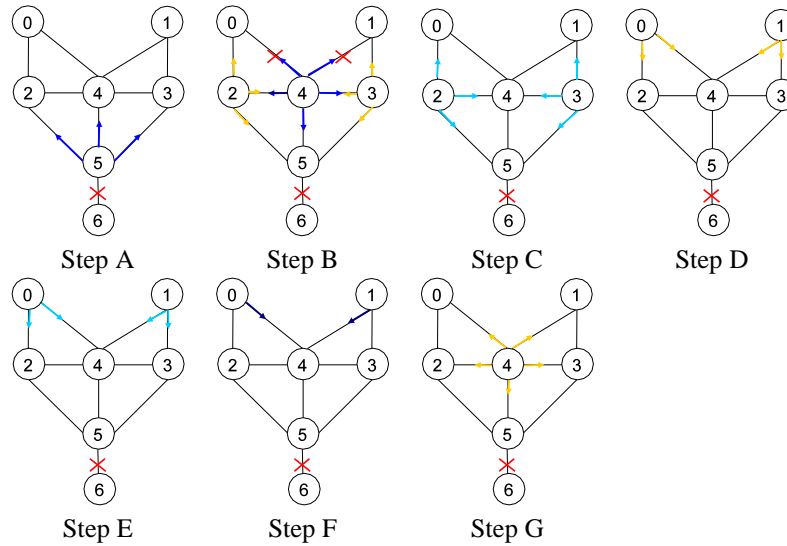 0 1 0 1 0 1 0 1
2 4 3 2 4 3 2 4 3 2 4 3
5 5 5 5
6 6 6 6
Step A Step B Step C Step D
0 1 0 1 0 1
2 4 3 2 4 3 2 4 3
5 5 5
6 6 6
Step E Step F Step G